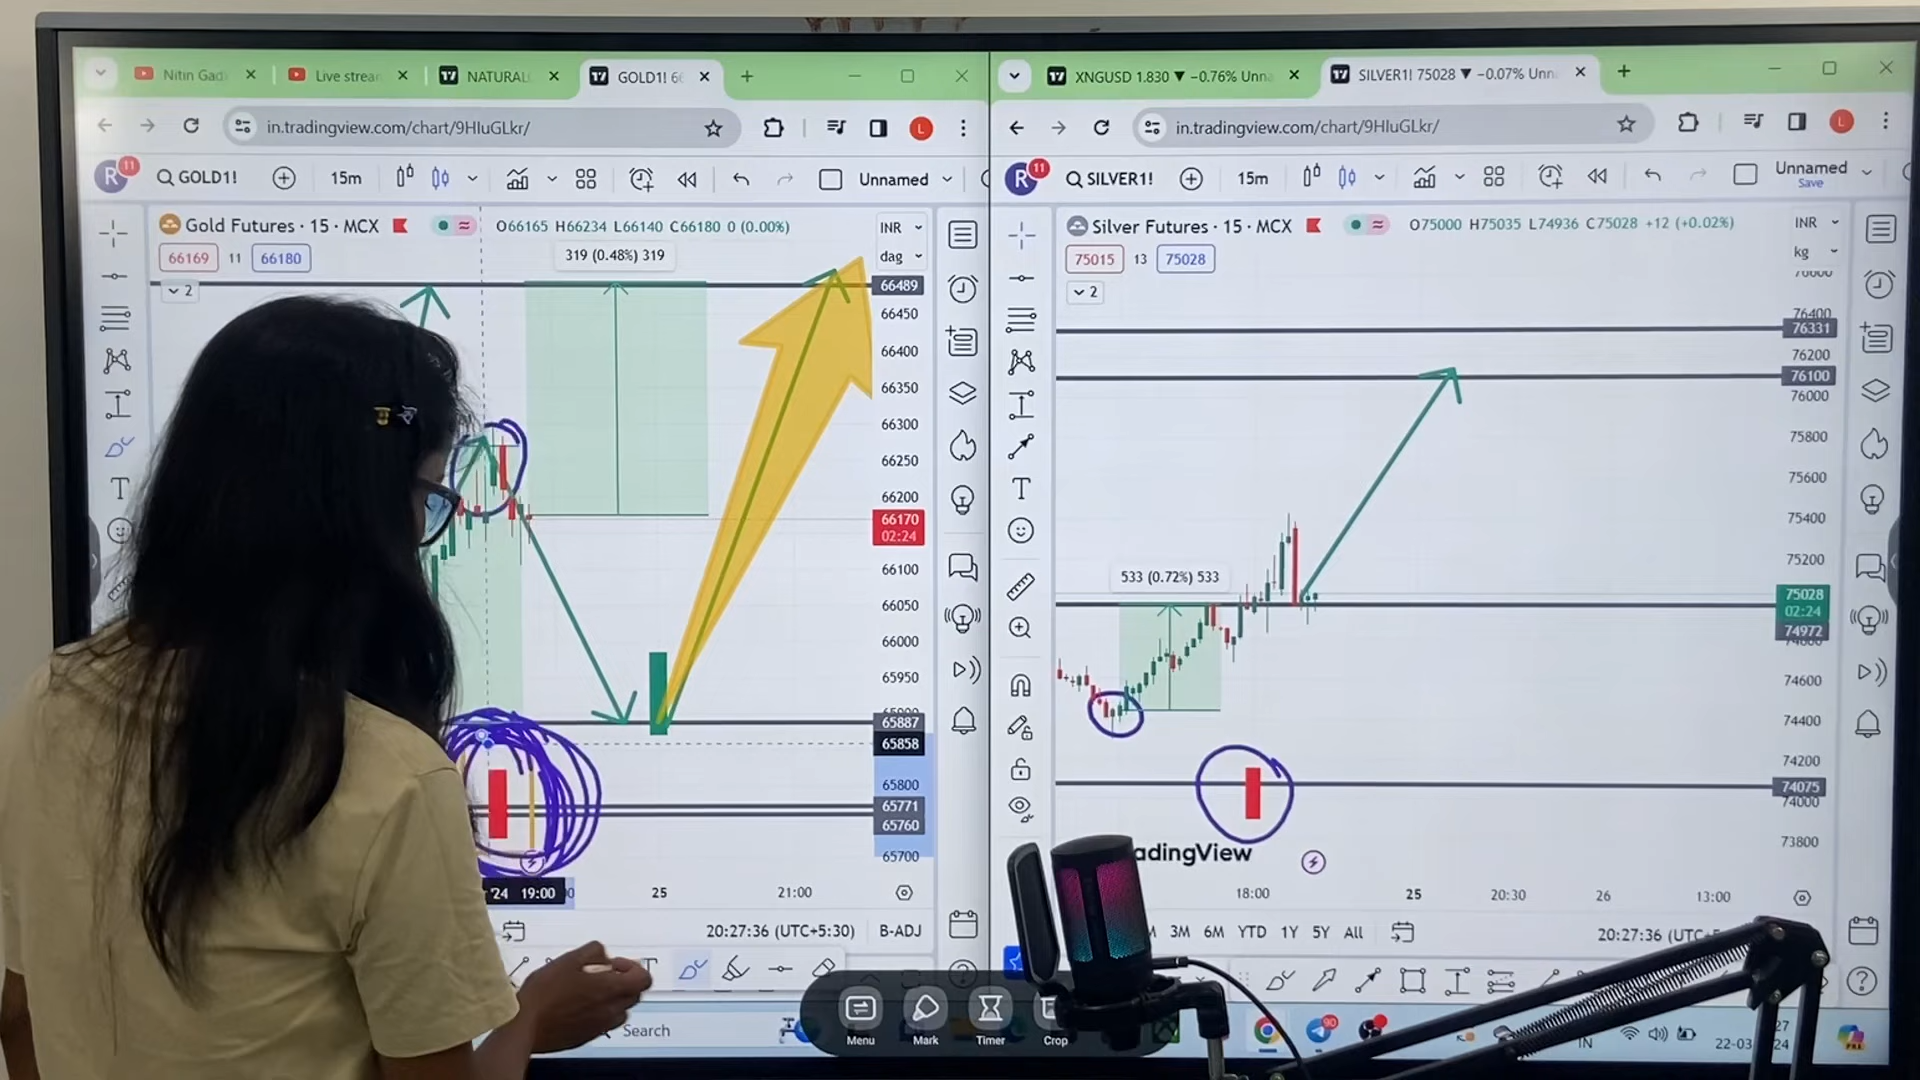 Nitin Gad
Live strea
NATURAL
GOLD1! 66
in.tradingview.com/chart/9HIuGLkr/
R
11
GOLD1!
15m
Unnamed
Gold Futures · 15 · MCX
O66165 H66234 L66140 C66180 0 (0.00%)
INR
66169
11
66180
dag
2
319 (0.48%) 319
66489
66450
66400
66350
66300
66250
66200
66170
02:24
66100
66050
66000
65950
65887
65858
65800
65771
65760
65700
'24 19:00
25
21:00
20:27:36 (UTC+5:30)
B-ADJ
XNGUSD 1.830 ▼ −0.76% Unna
SILVER1! 75028 ▼ −0.07% Unn
in.tradingview.com/chart/9HIuGLkr/
L
R
11
SILVER1!
15m
Unnamed
Save
Silver Futures · 15 · MCX
O75000 H75035 L74936 C75028 +12 (+0.02%)
INR
75015
13
75028
kg
2
76400
76331
76200
76100
76000
75800
75600
75400
75200
533 (0.72%) 533
75028
02:24
74972
74600
74400
74200
74075
74000
73800
adingView
18:00
25
20:30
26
13:00
3M 6M YTD 1Y 5Y All
20:27:36 (UTC+5
Search
Menu
Mark
Timer
Crop
90
IN
27
22-03
24